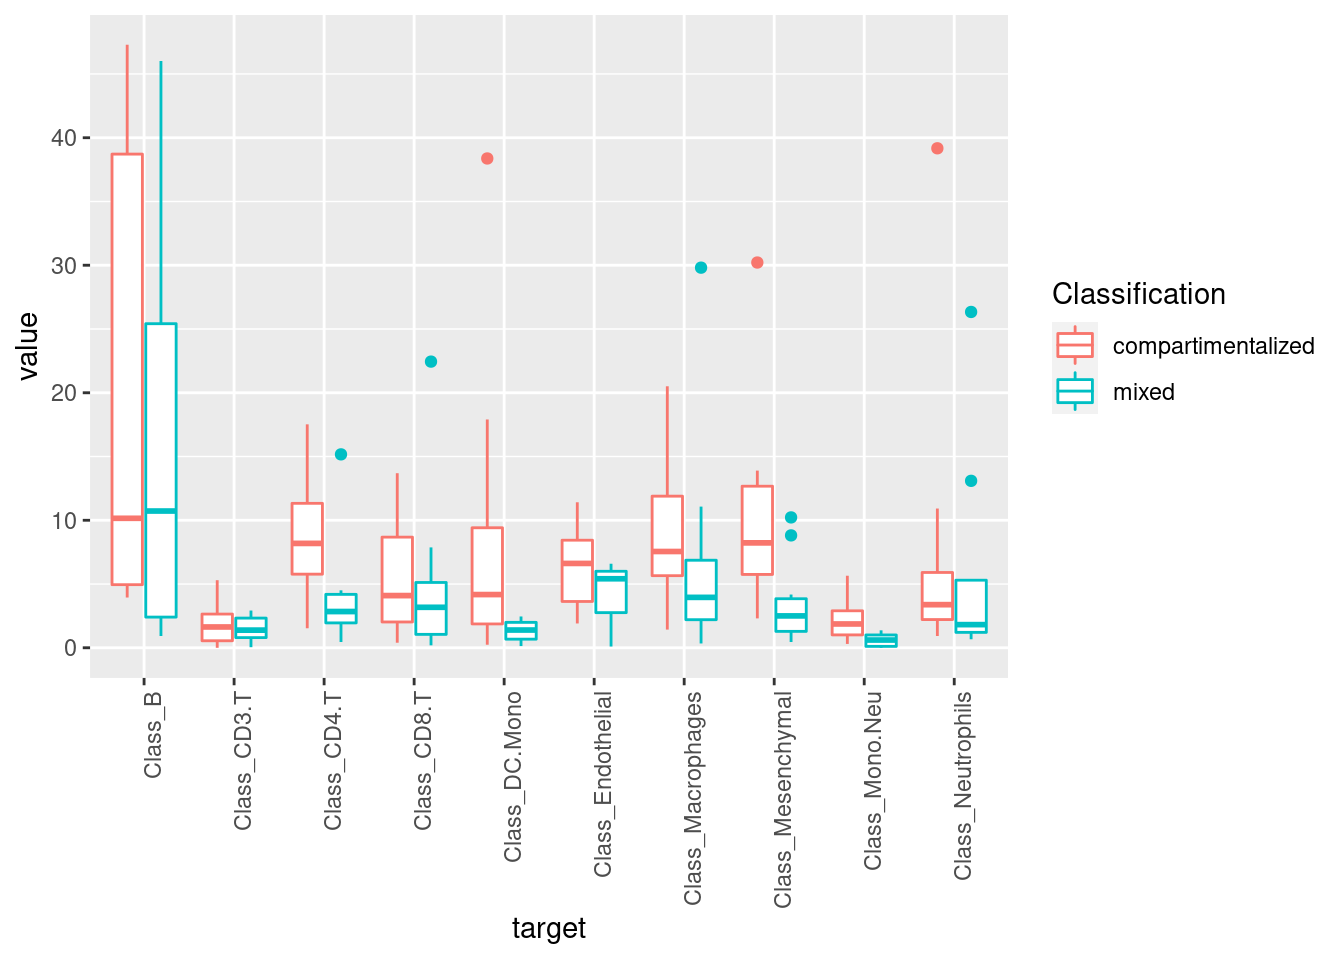 value
40
30
20
10
0
Class_B
Class_CD3.T
Class_CD4.T
Class_CD8.T
Class_DC.Mono
Class_Endothelial
Class_Macrophages
Class_Mesenchymal
Class_Mono.Neu
Class_Neutrophils
target
Classification
compartimentalized
mixed